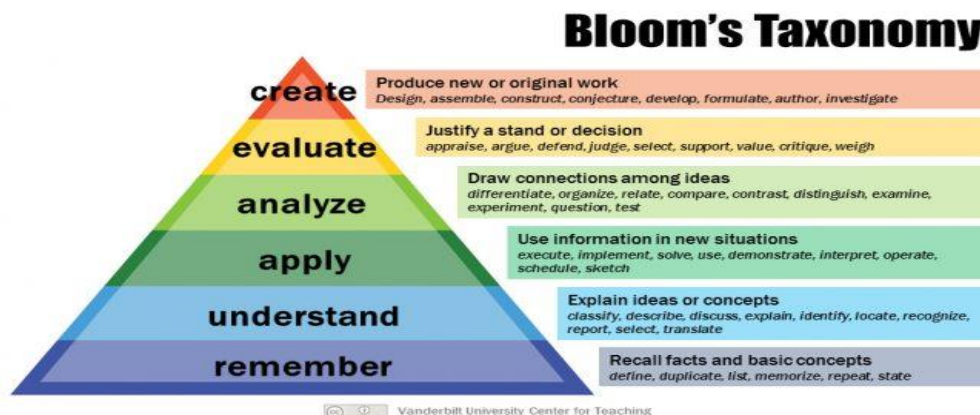 Bloom's Taxonomy
create
Produce new or original work
Design, assemble, construct, conjecture, develop, formulate, author, investigate
evaluate
Justify a stand or decision
appraise, argue, defend, judge, select, support, value, critique, weigh
analyze
Draw connections among ideas
differentiate, organize, relate, compare, contrast, distinguish, examine,
experiment, question, test
apply
Use information in new situations
execute, implement, solve, use, demonstrate, interpret, operate,
schedule, sketch
understand
Explain ideas or concepts
classify, describe, discuss, explain, identify, locate, recognize,
report, select, translate
remember
Recall facts and basic concepts
define, duplicate, list, memorize, repeat, state
cc Vanderbilt University Center for Teaching